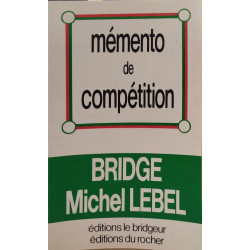 mémento
de
compétition
BRIDGE
Michel LEBEL
éditions le bridgeur
éditions du rocher